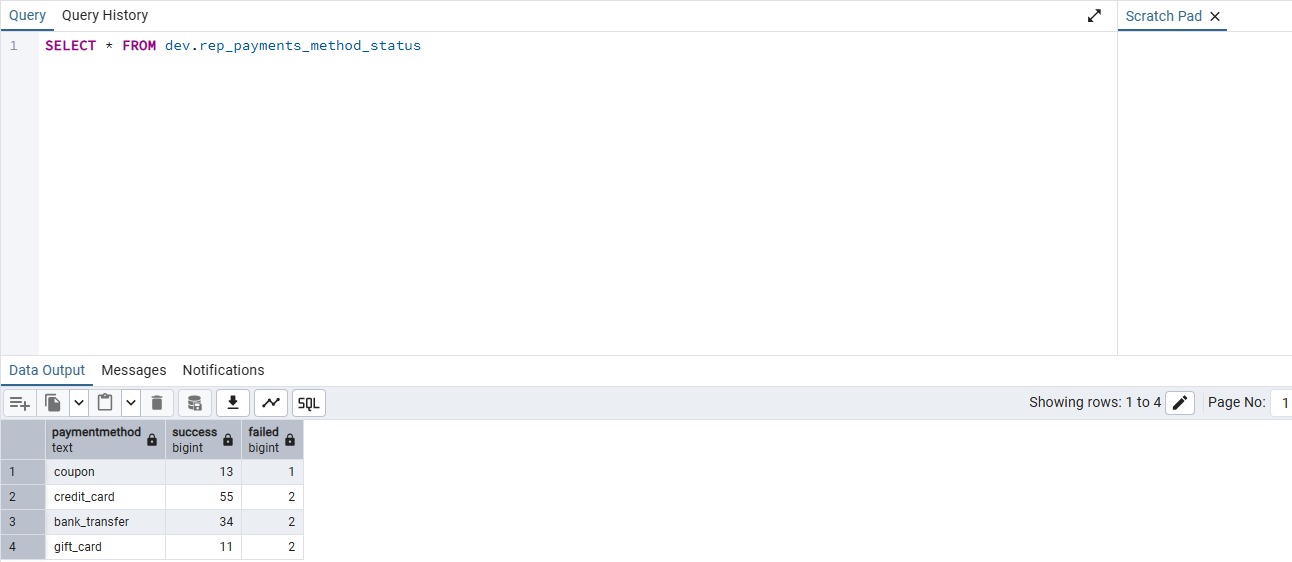 Query Query History Scratch Pad
1 SELECT * FROM dev.rep_payments_method_status
Data Output Messages Notifications
SQL Showing rows: 1 to 4 Page No: 1
paymentmethod success failed
text bigint bigint
1 coupon 13 1
2 credit_card 55 2
3 bank_transfer 34 2
4 gift_card 11 2